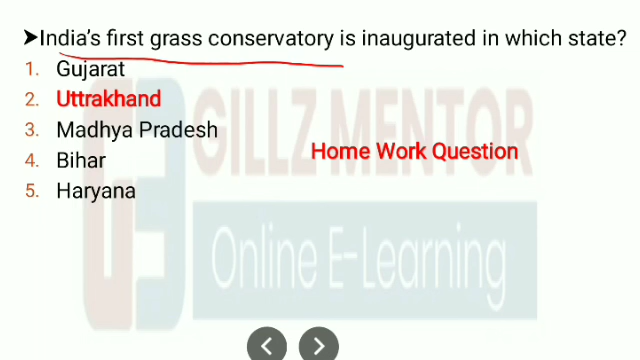 ➤India's first grass conservatory is inaugurated in which state?
1. Gujarat
2. Uttrakhand
3. Madhya Pradesh
4. Bihar
5. Haryana
Home Work Question
GILLZ MENTOR
Online E-Learning